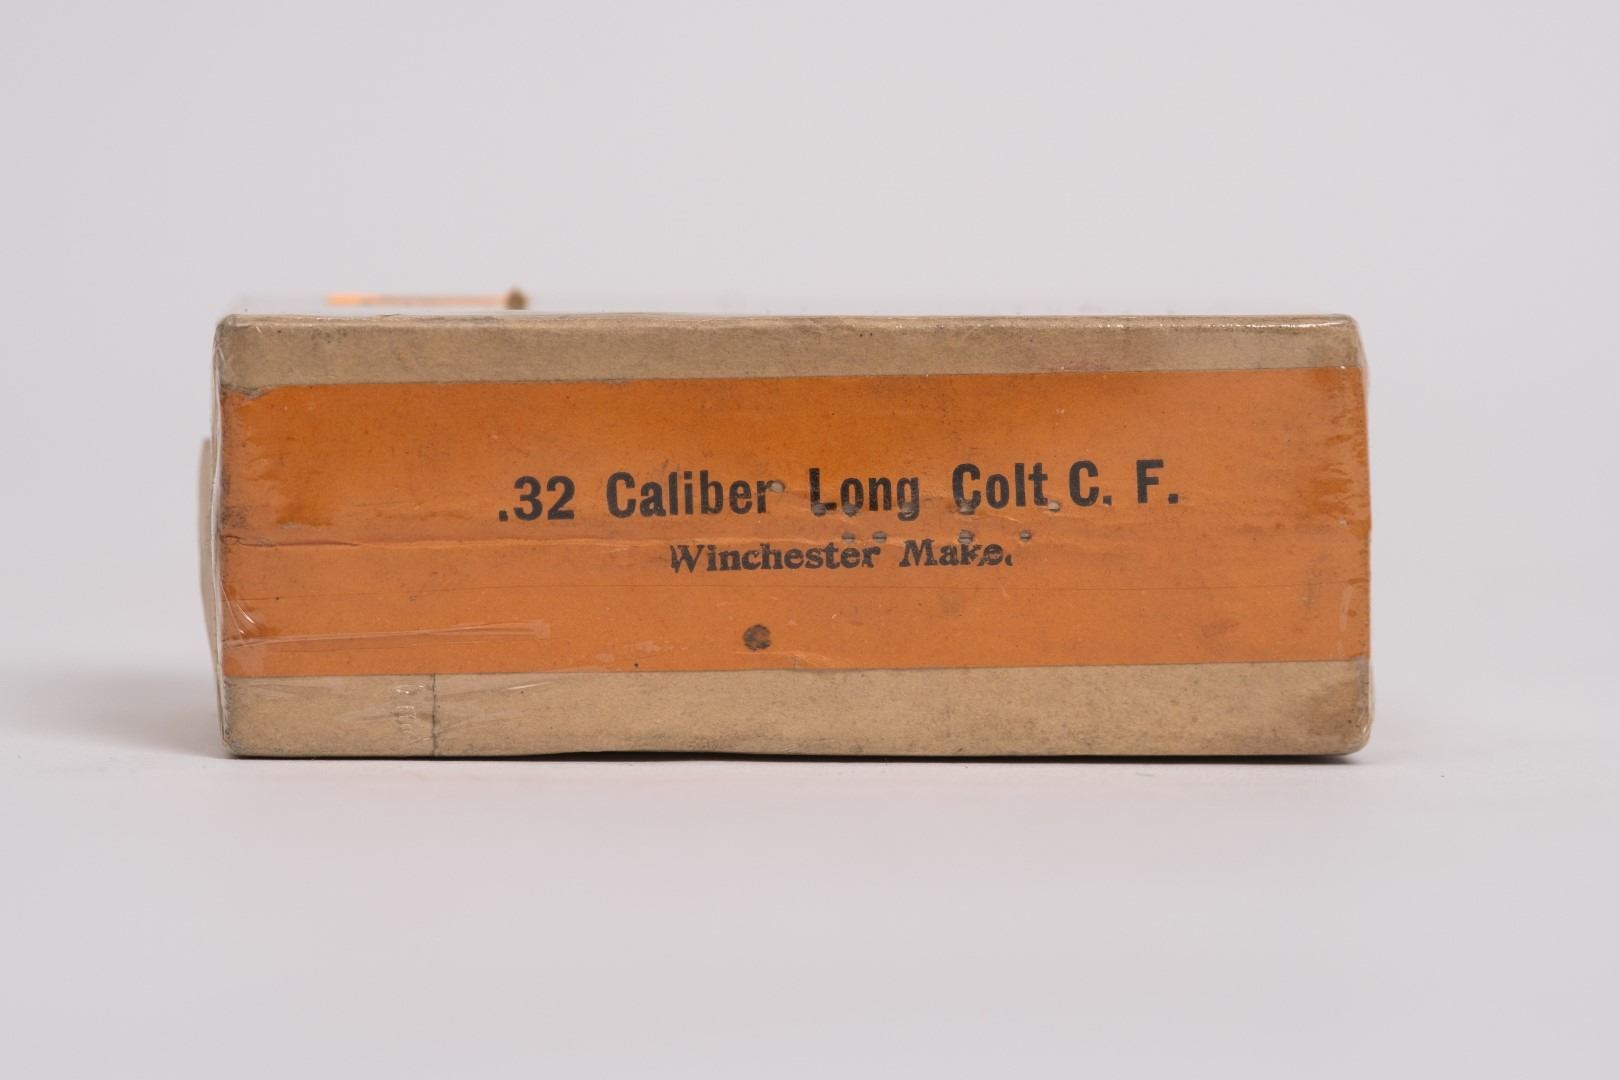 .32 Caliber Long Colt C. F.
Winchester Make.